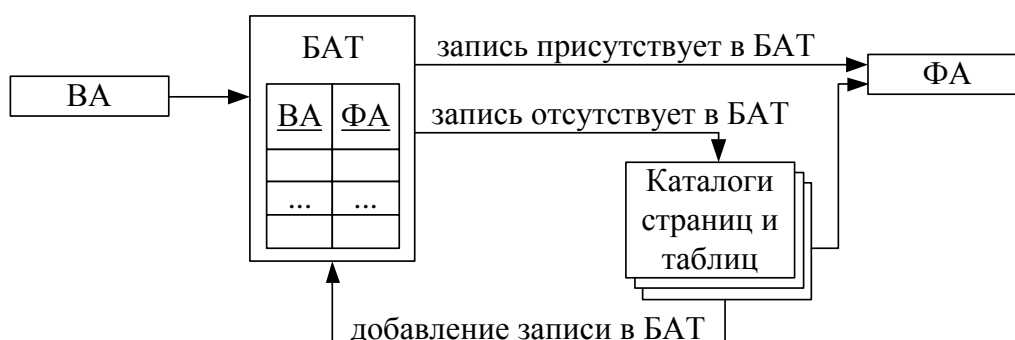 БАТ
запись присутствует в БАТ
ВА
ФА
ВА ФА
запись отсутствует в БАТ
... ...
Каталоги
страниц и
таблиц
добавление записи в БАТ